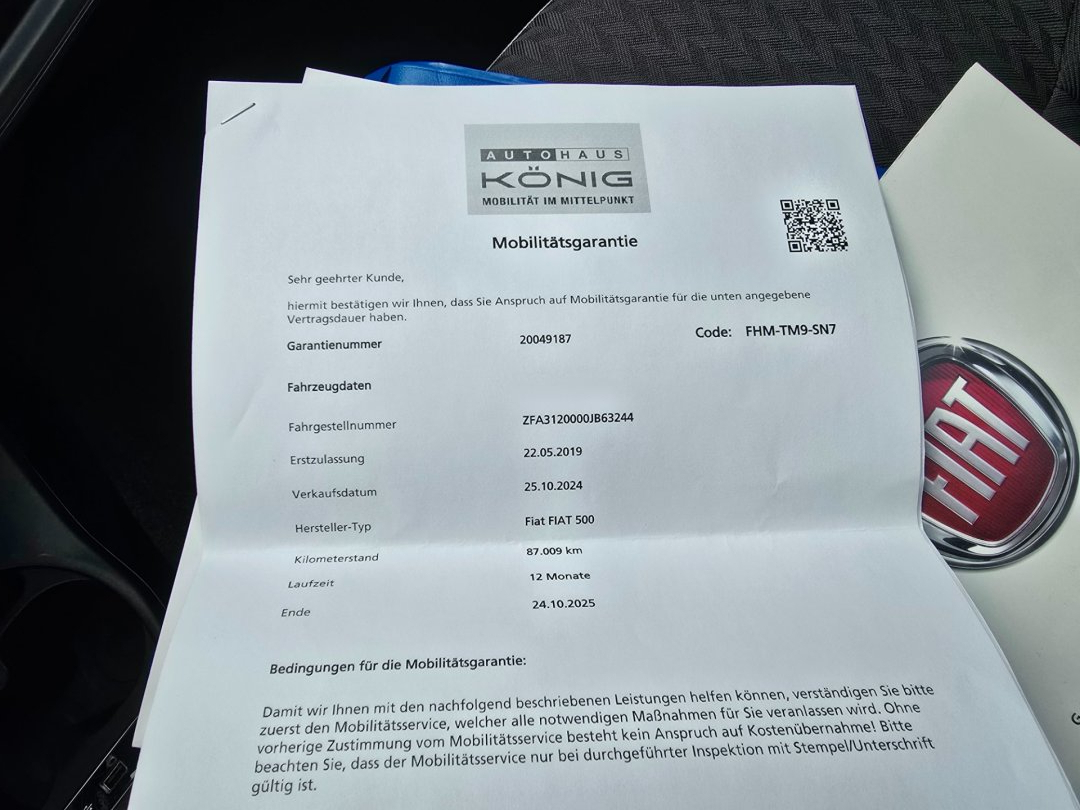 AUTOHAUS
KÖNIG
MOBILITÄT IM MITTELPUNKT
Mobilitätsgarantie
Sehr geehrter Kunde,
hiermit bestätigen wir Ihnen, dass Sie Anspruch auf Mobilitätsgarantie für die unten angegebene
Vertragsdauer haben.
Garantienummer 20049187 Code: FHM-TM9-SN7
Fahrzeugdaten
Fahrgestellnummer ZFA3120000JB63244
Erstzulassung 22.05.2019
Verkaufsdatum 25.10.2024
Hersteller-Typ Fiat FIAT 500
Kilometerstand 87.009 km
Laufzeit 12 Monate
Ende 24.10.2025
Bedingungen für die Mobilitätsgarantie:
Damit wir Ihnen mit den nachfolgend beschriebenen Leistungen helfen können, verständigen Sie bitte
zuerst den Mobilitätsservice, welcher alle notwendigen Maßnahmen für Sie veranlassen wird. Ohne
vorherige Zustimmung vom Mobilitätsservice besteht kein Anspruch auf Kostenübernahme! Bitte
beachten Sie, dass der Mobilitätsservice nur bei durchgeführter Inspektion mit Stempel/Unterschrift
gültig ist.
FIAT